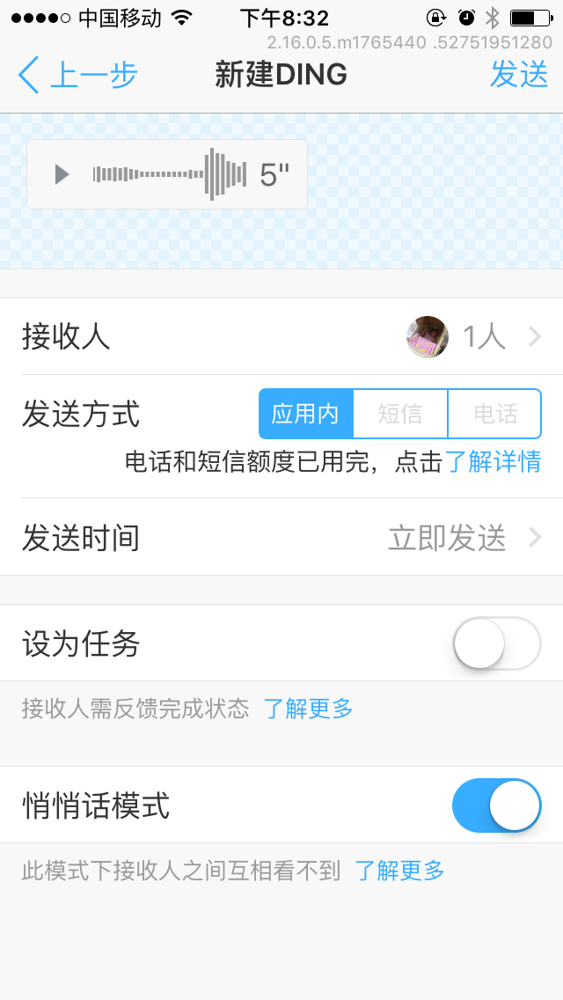 中国移动 下午8:32
2.16.0.5.m1765440 .52751951280
上一步 新建DING 发送
5"
接收人 1人
发送方式 应用内 短信 电话
电话和短信额度已用完，点击了解详情
发送时间 立即发送
设为任务
接收人需反馈完成状态 了解更多
悄悄话模式
此模式下接收人之间互相看不到 了解更多